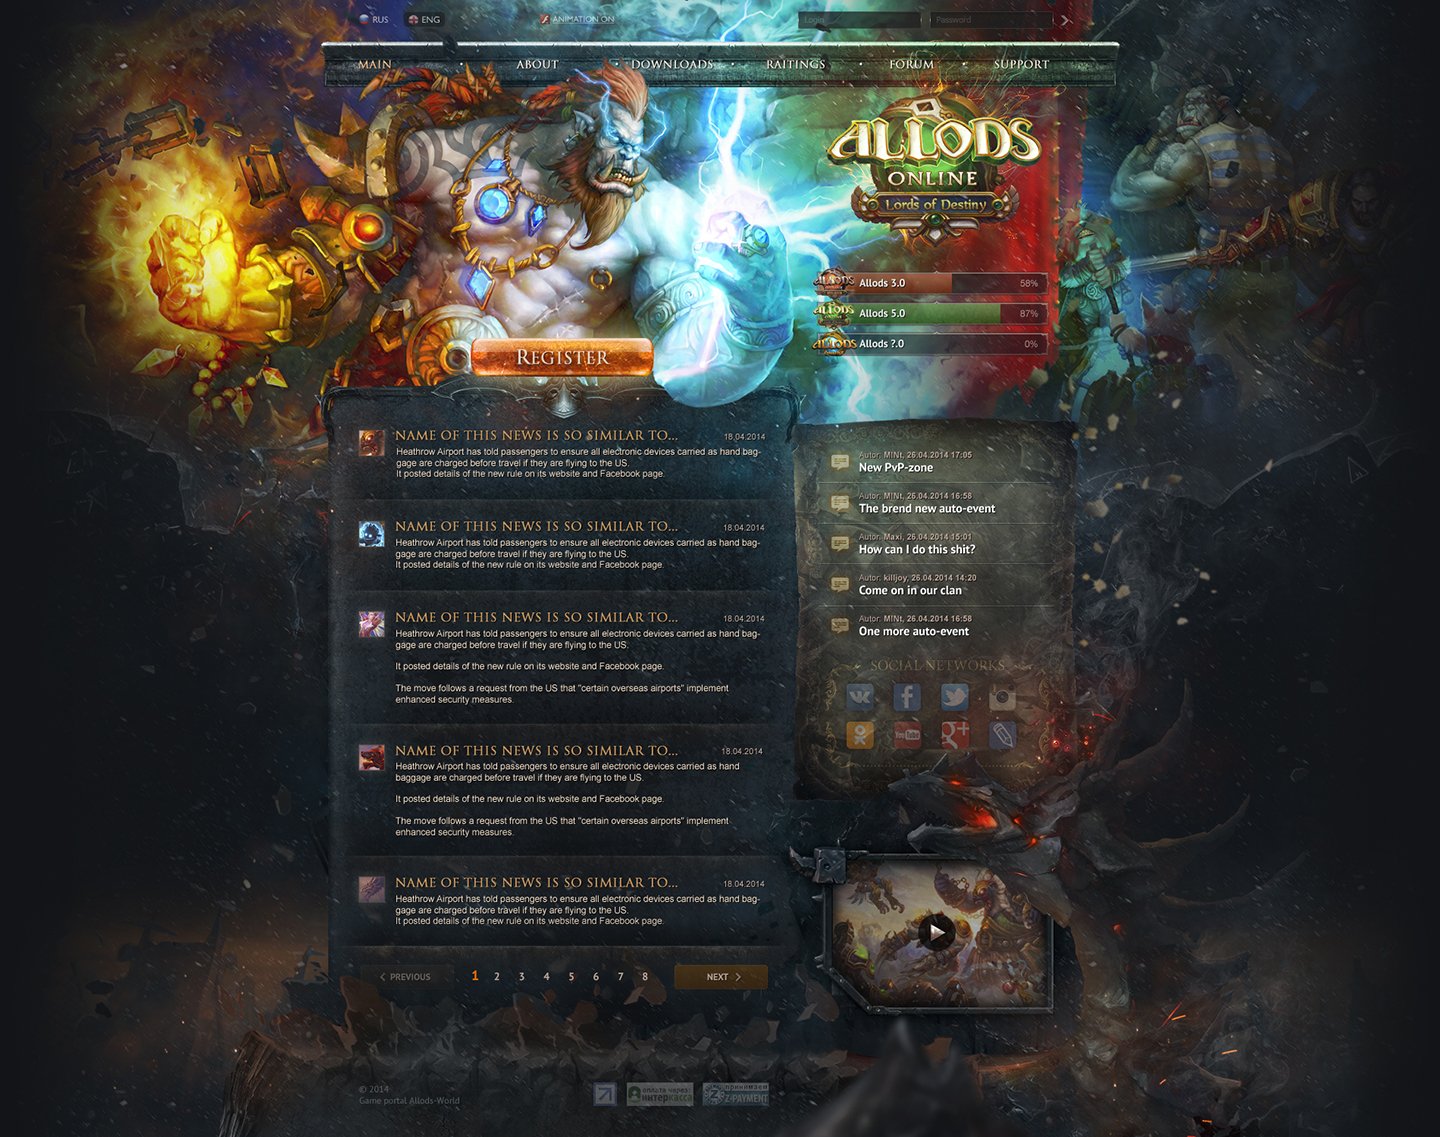 RUS
ENG
ANIMATION ON
Login
Password
MAIN
ABOUT
DOWNLOADS
RAITINGS
FORUM
SUPPORT
ALLODS
ONLINE
Lords of Destiny
ALLODS
Allods 3.0
58%
ALLODS
Allods 5.0
87%
ALLODS
Allods ?.0
0%
REGISTER
NAME OF THIS NEWS IS SO SIMILAR TO...
18.04.2014
Heathrow Airport has told passengers to ensure all electronic devices carried as hand bag-
gage are charged before travel if they are flying to the US.
It posted details of the new rule on its website and Facebook page.
NAME OF THIS NEWS IS SO SIMILAR TO...
18.04.2014
Heathrow Airport has told passengers to ensure all electronic devices carried as hand bag-
gage are charged before travel if they are flying to the US.
It posted details of the new rule on its website and Facebook page.
NAME OF THIS NEWS IS SO SIMILAR TO...
18.04.2014
Heathrow Airport has told passengers to ensure all electronic devices carried as hand bag-
gage are charged before travel if they are flying to the US.
It posted details of the new rule on its website and Facebook page.
The move follows a request from the US that "certain overseas airports" implement
enhanced security measures.
NAME OF THIS NEWS IS SO SIMILAR TO...
18.04.2014
Heathrow Airport has told passengers to ensure all electronic devices carried as hand
baggage are charged before travel if they are flying to the US.
It posted details of the new rule on its website and Facebook page.
The move follows a request from the US that "certain overseas airports" implement
enhanced security measures.
NAME OF THIS NEWS IS SO SIMILAR TO...
18.04.2014
Heathrow Airport has told passengers to ensure all electronic devices carried as hand bag-
gage are charged before travel if they are flying to the US.
It posted details of the new rule on its website and Facebook page.
PREVIOUS
1 2 3 4 5 6 7 8
NEXT
Autor: M!Nt, 26.04.2014 17:05
New PvP-zone
Autor: M!Nt, 26.04.2014 16:58
The brend new auto-event
Autor: Maxi, 26.04.2014 15:01
How can I do this shit?
Autor: killjoy, 26.04.2014 14:20
Come on in our clan
Autor: M!Nt, 26.04.2014 16:58
One more auto-event
SOCIAL NETWORKS
You Tube
g+
© 2014
Game portal Allods-World
оплата через:
интеркасса
принимаем
Z-PAYMENT